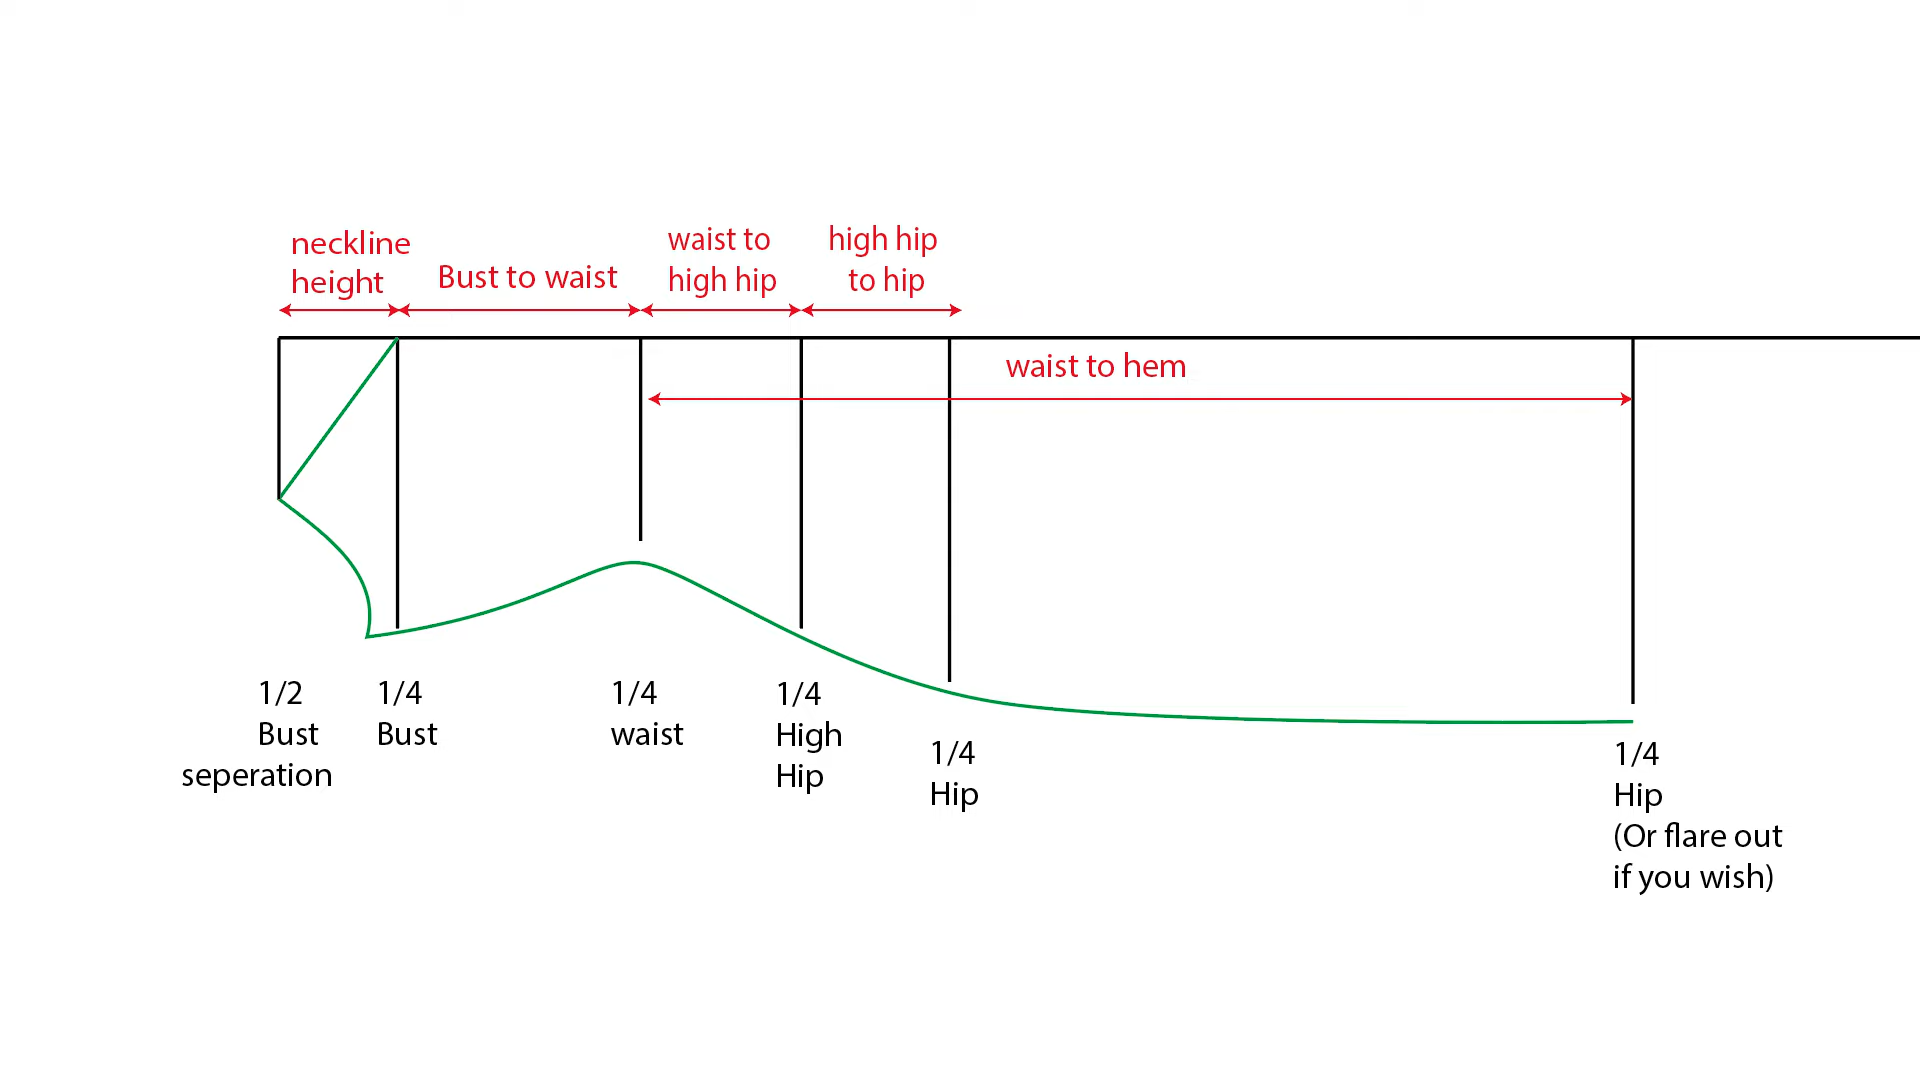 neckline
height
Bust to waist
waist to
high hip
high hip
to hip
waist to hem
1/2
Bust
seperation
1/4
Bust
1/4
waist
1/4
High
Hip
1/4
Hip
1/4
Hip
(Or flare out
if you wish)